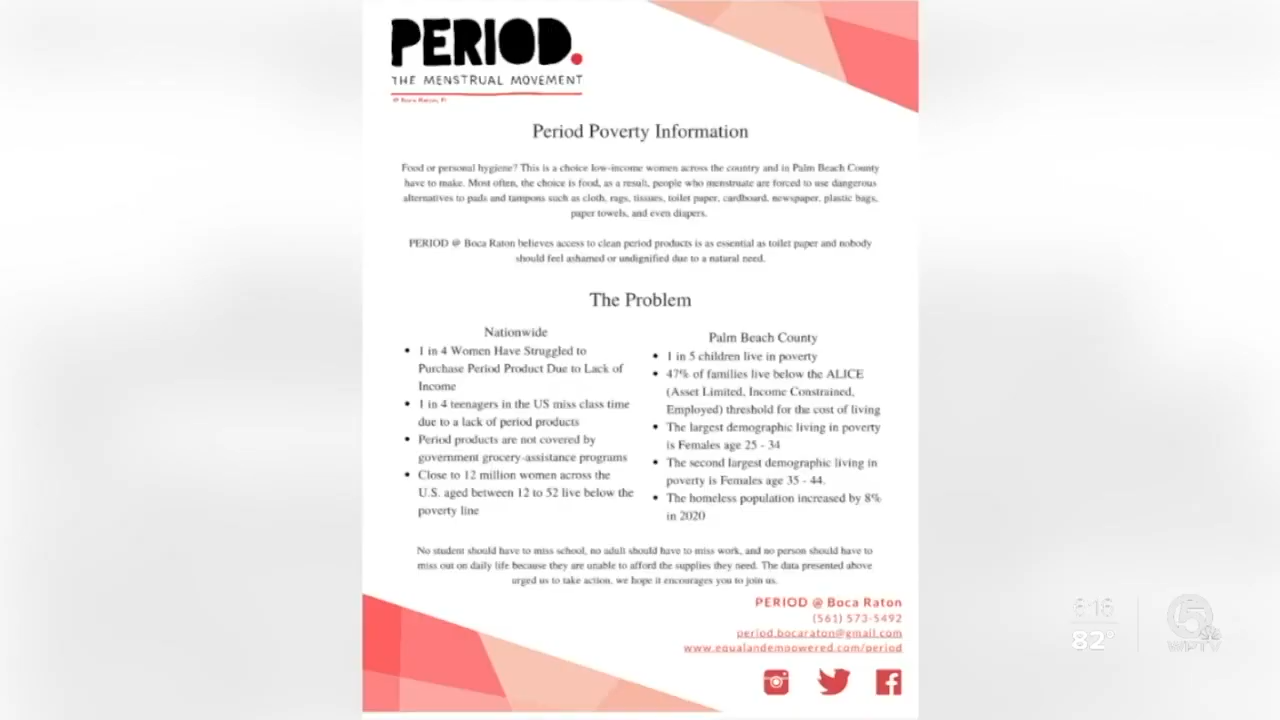 PERIOD.
THE MENSTRUAL MOVEMENT
@ Boca Raton, Fl
Period Poverty Information
Food or personal hygiene? This is a choice low-income women across the country and in Palm Beach County
have to make. Most often, the choice is food, as a result, people who menstruate are forced to use dangerous
alternatives to pads and tampons such as cloth, rags, tissues, toilet paper, cardboard, newspaper, plastic bags,
paper towels, and even diapers.
PERIOD @ Boca Raton believes access to clean period products is as essential as toilet paper and nobody
should feel ashamed or undignified due to a natural need.
The Problem
Nationwide
• 1 in 4 Women Have Struggled to
Purchase Period Product Due to Lack of
Income
• 1 in 4 teenagers in the US miss class time
due to a lack of period products
• Period products are not covered by
government grocery-assistance programs
• Close to 12 million women across the
U.S. aged between 12 to 52 live below the
poverty line
Palm Beach County
• 1 in 5 children live in poverty
• 47% of families live below the ALICE
(Asset Limited, Income Constrained,
Employed) threshold for the cost of living
• The largest demographic living in poverty
is Females age 25 - 34
• The second largest demographic living in
poverty is Females age 35 - 44.
• The homeless population increased by 8%
in 2020
No student should have to miss school, no adult should have to miss work, and no person should have to
miss out on daily life because they are unable to afford the supplies they need. The data presented above
urged us to take action, we hope it encourages you to join us.
PERIOD @ Boca Raton
(561) 573-5492
period.bocaraton@gmail.com
www.equalandempowered.com/period
6:16
82°
5
WPTV